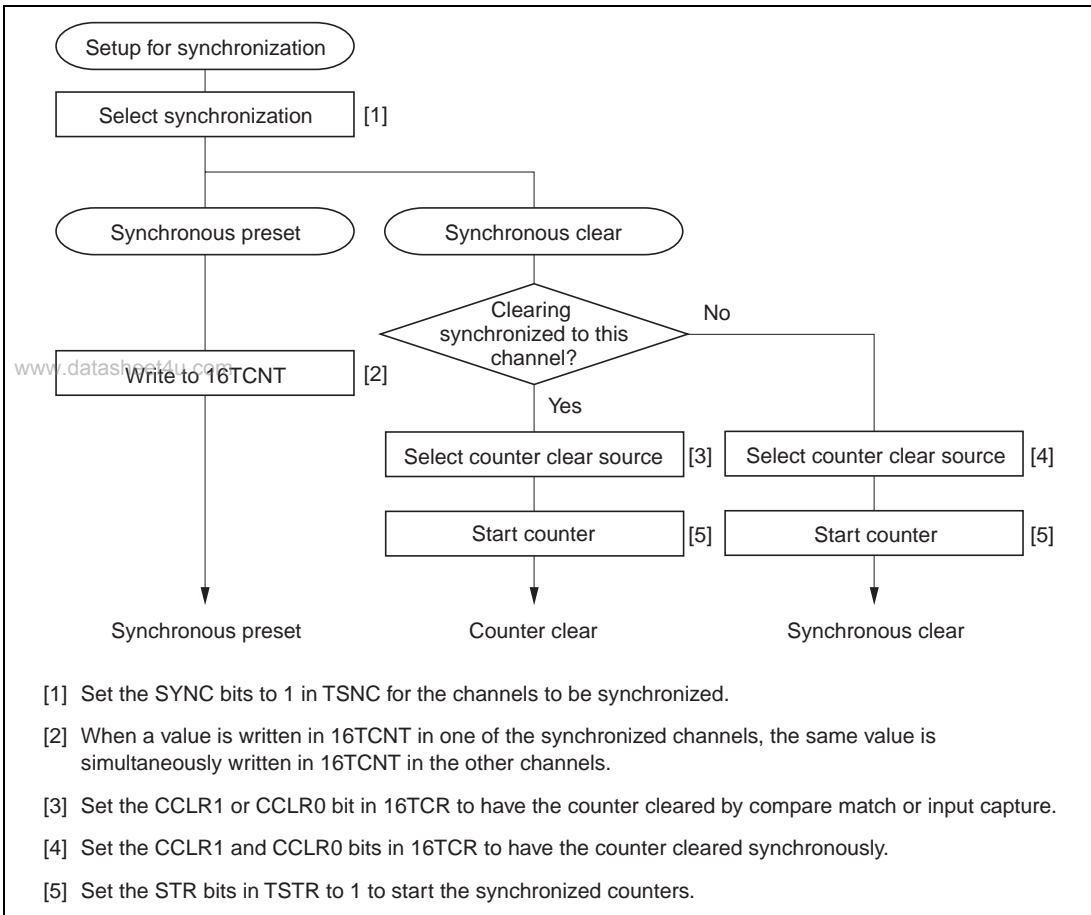 Setup for synchronization
Select synchronization [1]
Synchronous preset
Synchronous clear
Clearing
synchronized to this
channel?
No
www.datasheet4u.com
Write to 16TCNT [2]
Yes
Select counter clear source [3]
Select counter clear source [4]
Start counter [5]
Start counter [5]
Synchronous preset
Counter clear
Synchronous clear
[1] Set the SYNC bits to 1 in TSNC for the channels to be synchronized.
[2] When a value is written in 16TCNT in one of the synchronized channels, the same value is
simultaneously written in 16TCNT in the other channels.
[3] Set the CCLR1 or CCLR0 bit in 16TCR to have the counter cleared by compare match or input capture.
[4] Set the CCLR1 and CCLR0 bits in 16TCR to have the counter cleared synchronously.
[5] Set the STR bits in TSTR to 1 to start the synchronized counters.